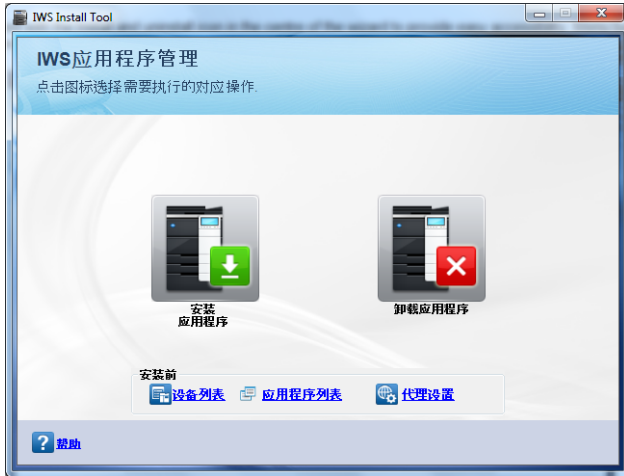 IWS Install Tool
IWS应用程序管理
点击图标选择需要执行的对应操作.
安装
应用程序
卸载应用程序
安装前
设备列表 应用程序列表 代理设置
帮助